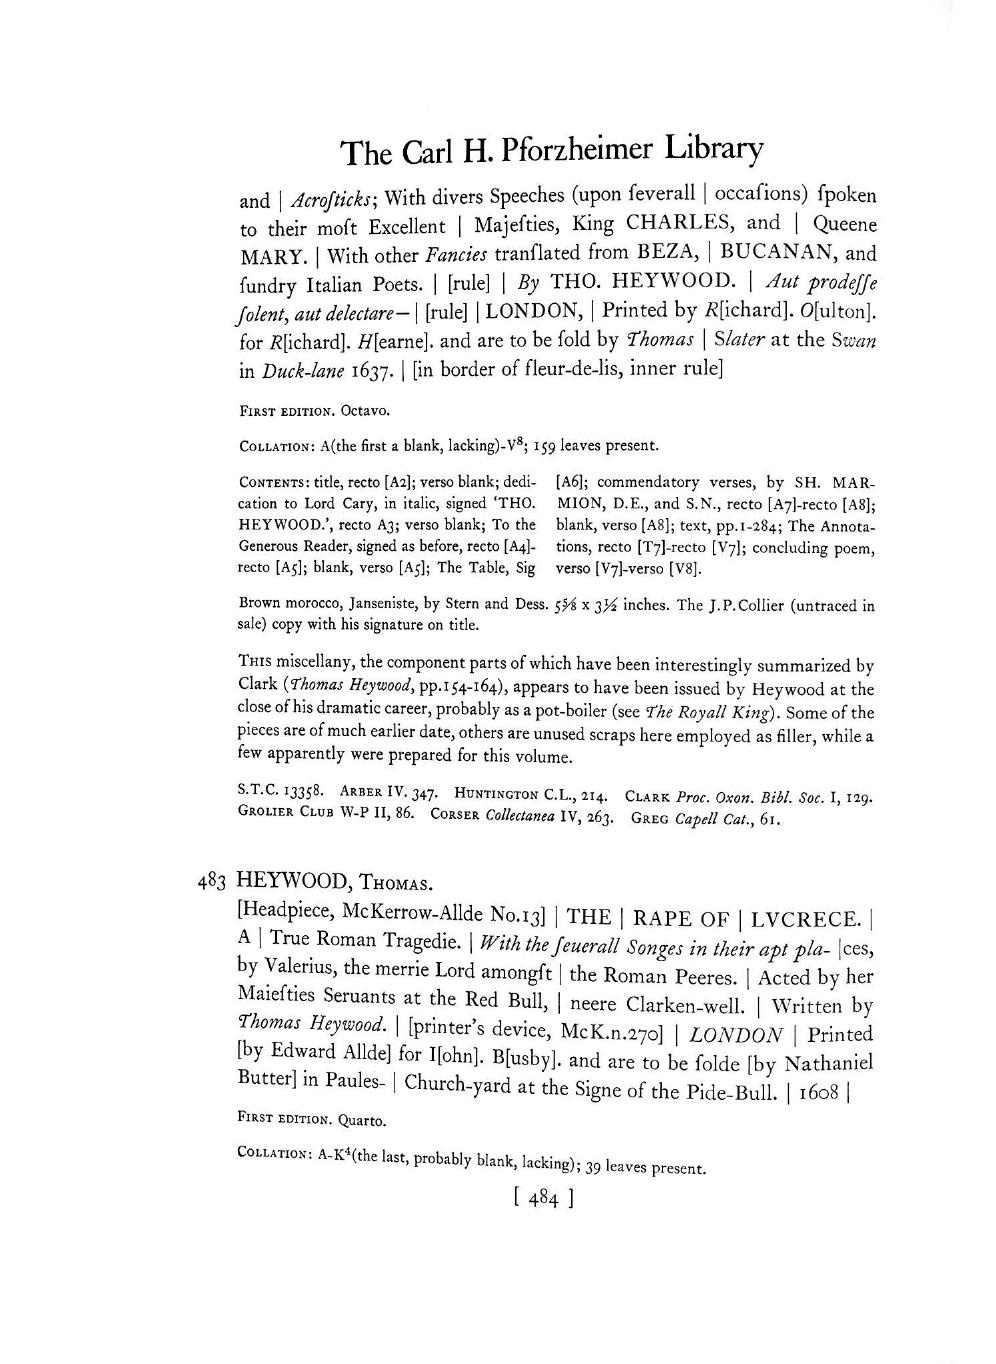 The Carl H. Pforzheimer Library
and | Acroſticks; With divers Speeches (upon ſeverall | occaſions) ſpoken
to their moſt Excellent | Majeſties, King CHARLES, and | Queene
MARY. | With other Fancies tranſlated from BEZA, | BUCANAN, and
ſundry Italian Poets. | [rule] | By THO. HEYWOOD. | Aut prodeſſe
ſolent, aut delectare— | [rule] | LONDON, | Printed by R[ichard]. O[ulton].
for R[ichard]. H[earne]. and are to be ſold by Thomas | Slater at the Swan
in Duck-lane 1637. | [in border of fleur-de-lis, inner rule]
FIRST EDITION. Octavo.
COLLATION: A(the first a blank, lacking)-V⁸; 159 leaves present.
CONTENTS: title, recto [A2]; verso blank; dedi-
cation to Lord Cary, in italic, signed ‘THO.
HEYWOOD.’, recto A3; verso blank; To the
Generous Reader, signed as before, recto [A4]-
recto [A5]; blank, verso [A5]; The Table, Sig
[A6]; commendatory verses, by SH. MAR-
MION, D.E., and S.N., recto [A7]-recto [A8];
blank, verso [A8]; text, pp.1-284; The Annota-
tions, recto [T7]-recto [V7]; concluding poem,
verso [V7]-verso [V8].
Brown morocco, Janseniste, by Stern and Dess. 5⅝ x 3½ inches. The J.P.Collier (untraced in
sale) copy with his signature on title.
THIS miscellany, the component parts of which have been interestingly summarized by
Clark (Thomas Heywood, pp.154-164), appears to have been issued by Heywood at the
close of his dramatic career, probably as a pot-boiler (see The Royall King). Some of the
pieces are of much earlier date, others are unused scraps here employed as filler, while a
few apparently were prepared for this volume.
S.T.C. 13358. ARBER IV. 347. HUNTINGTON C.L., 214. CLARK Proc. Oxon. Bibl. Soc. I, 129.
GROLIER CLUB W-P II, 86. CORSER Collectanea IV, 263. GREG Capell Cat., 61.
483 HEYWOOD, THOMAS.
[Headpiece, McKerrow-Allde No.13] | THE | RAPE OF | LVCRECE. |
A | True Roman Tragedie. | With the ſeuerall Songes in their apt pla- |ces,
by Valerius, the merrie Lord amongſt | the Roman Peeres. | Acted by her
Maieſties Seruants at the Red Bull, | neere Clarken-well. | Written by
Thomas Heywood. | [printer’s device, McK.n.270] | LONDON | Printed
[by Edward Allde] for I[ohn]. B[usby]. and are to be ſolde [by Nathaniel
Butter] in Paules- | Church-yard at the Signe of the Pide-Bull. | 1608 |
FIRST EDITION. Quarto.
COLLATION: A-K⁴(the last, probably blank, lacking); 39 leaves present.
[ 484 ]